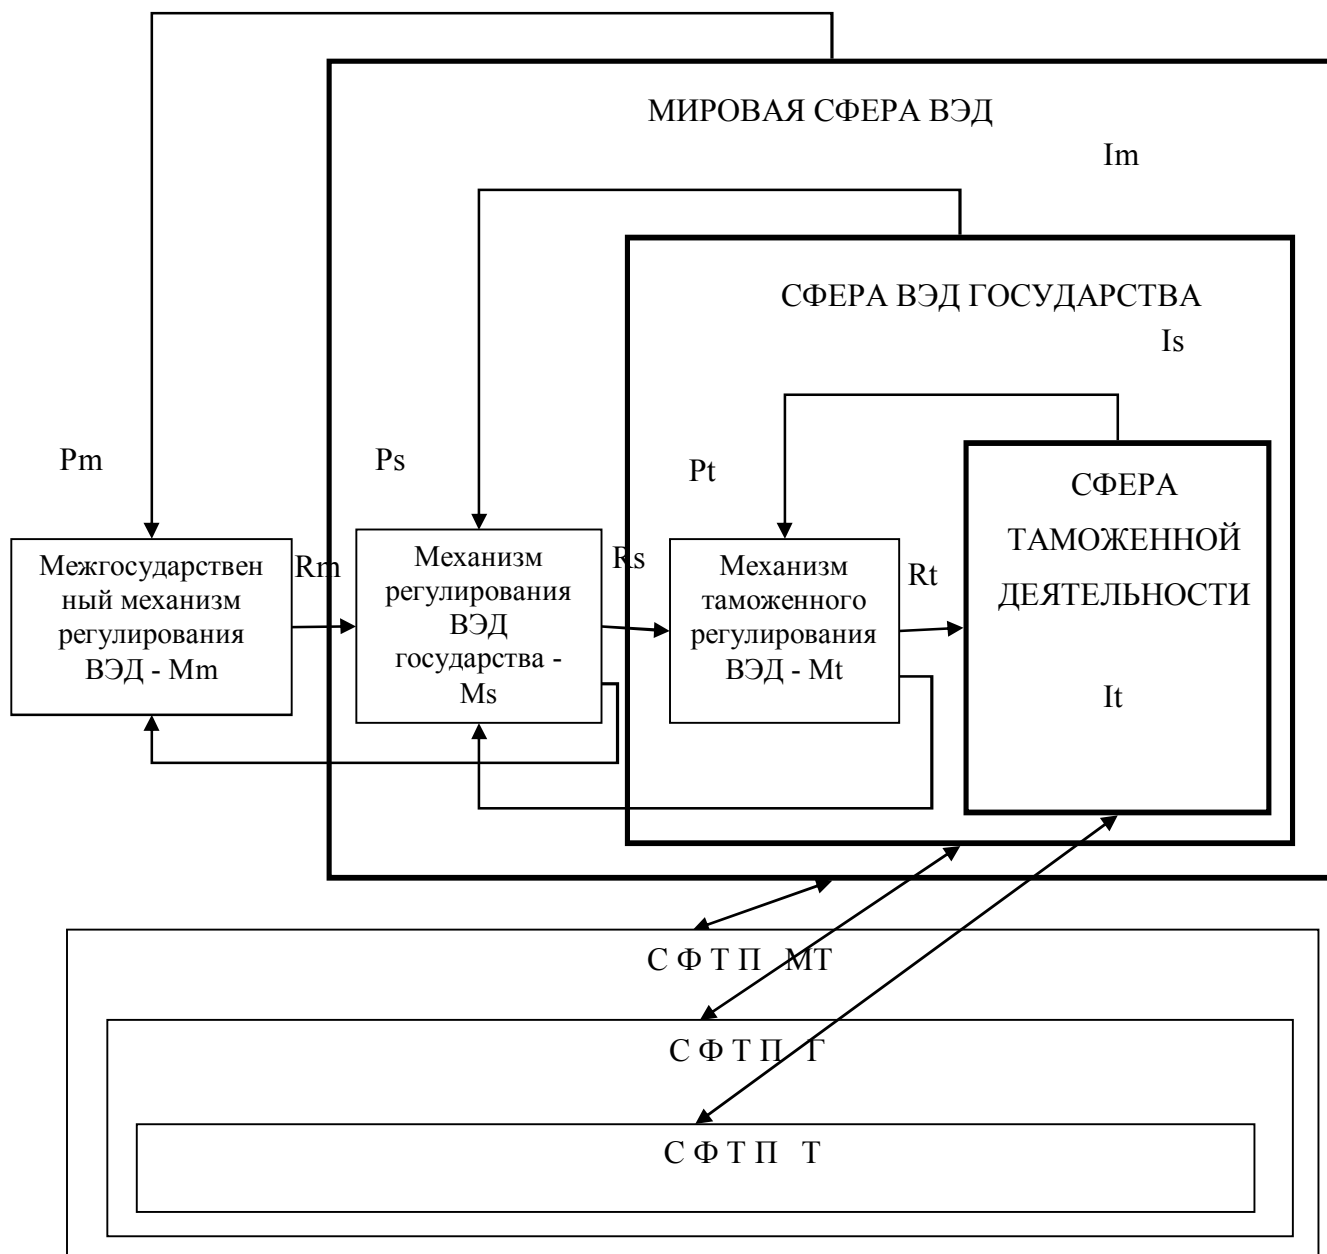 МИРОВАЯ СФЕРА ВЭД
Im
СФЕРА ВЭД ГОСУДАРСТВА
Is
Pm
Ps
Pt
СФЕРА
ТАМОЖЕННОЙ
ДЕЯТЕЛЬНОСТИ
It
Межгосударствен
ный механизм
регулирования
ВЭД - Mm
Rm
Механизм
регулирования
ВЭД
государства -
Ms
Rs
Механизм
таможенного
регулирования
ВЭД - Mt
Rt
С Ф Т П МТ
С Ф Т П Г
С Ф Т П Т